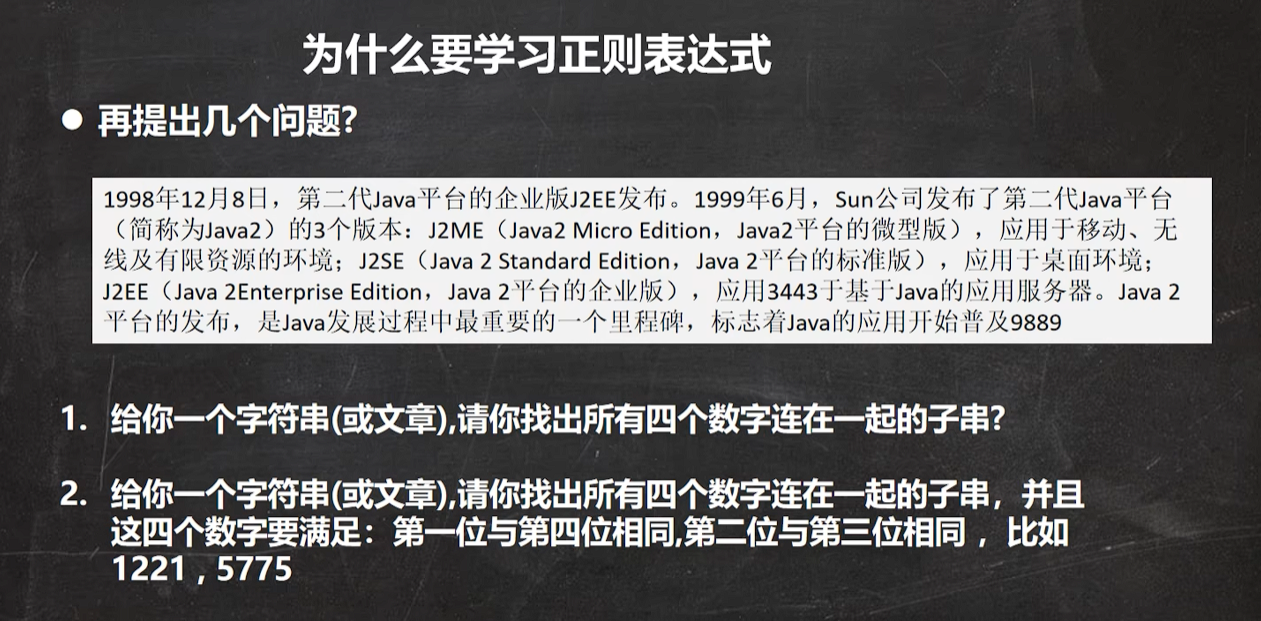 为什么要学习正则表达式
● 再提出几个问题?
1998年12月8日，第二代Java平台的企业版J2EE发布。1999年6月，Sun公司发布了第二代Java平台
（简称为Java2）的3个版本：J2ME（Java2 Micro Edition，Java2平台的微型版），应用于移动、无
线及有限资源的环境；J2SE（Java 2 Standard Edition，Java 2平台的标准版），应用于桌面环境；
J2EE（Java 2Enterprise Edition，Java 2平台的企业版），应用3443于基于Java的应用服务器。Java 2
平台的发布，是Java发展过程中最重要的一个里程碑，标志着Java的应用开始普及9889
1. 给你一个字符串(或文章),请你找出所有四个数字连在一起的子串?
2. 给你一个字符串(或文章),请你找出所有四个数字连在一起的子串，并且
这四个数字要满足：第一位与第四位相同,第二位与第三位相同 ，比如
1221 , 5775